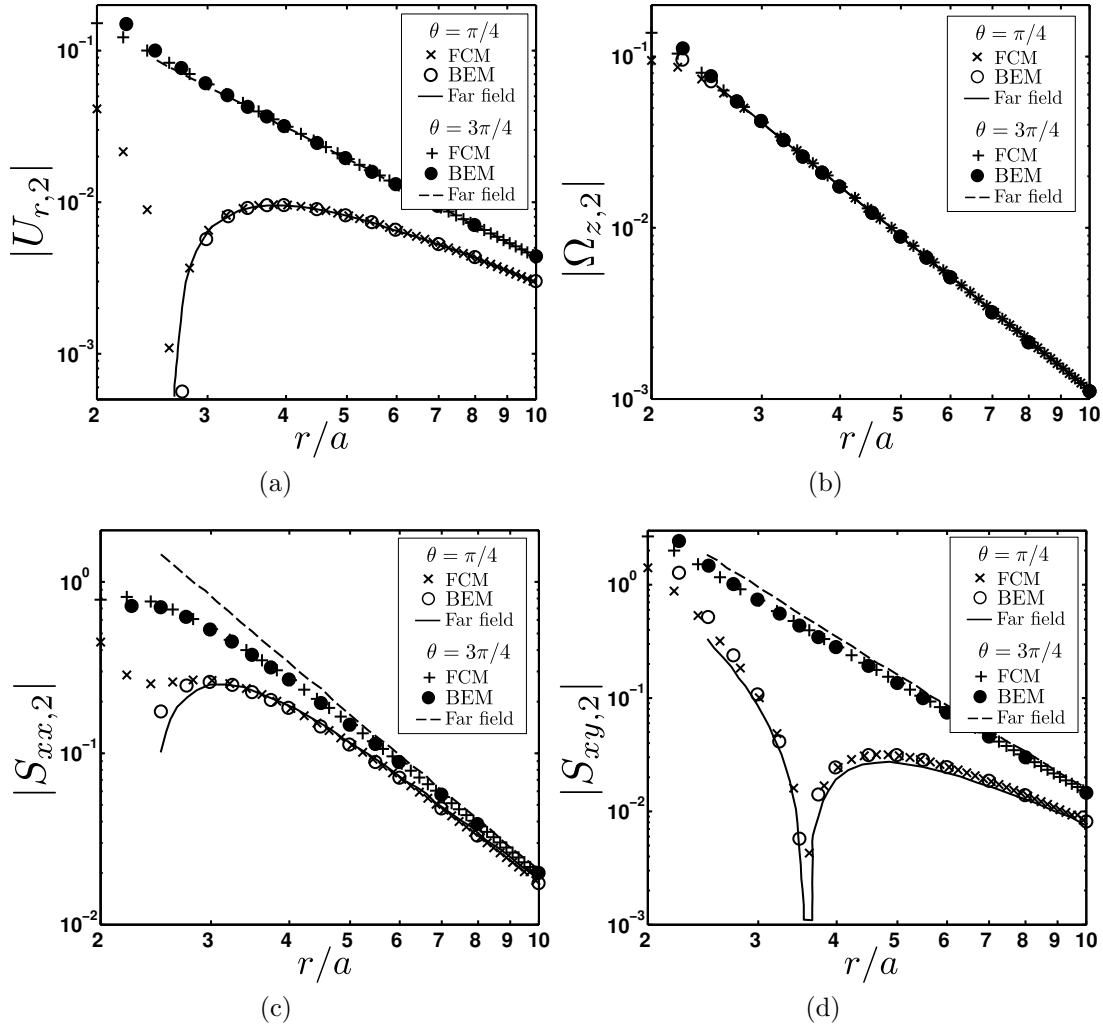 10⁻¹
10⁻²
10⁻³
|U_{r,2}|
2 3 4 5 6 7 8 9 10
r/a
θ = π/4
× FCM
○ BEM
— Far field
θ = 3π/4
+ FCM
● BEM
-- Far field
(a)
10⁻¹
10⁻²
10⁻³
|Ω_{z,2}|
2 3 4 5 6 7 8 9 10
r/a
θ = π/4
× FCM
○ BEM
— Far field
θ = 3π/4
+ FCM
● BEM
-- Far field
(b)
10⁰
10⁻¹
10⁻²
|S_{xx,2}|
2 3 4 5 6 7 8 9 10
r/a
θ = π/4
× FCM
○ BEM
— Far field
θ = 3π/4
+ FCM
● BEM
-- Far field
(c)
10⁰
10⁻¹
10⁻²
10⁻³
|S_{xy,2}|
2 3 4 5 6 7 8 9 10
r/a
θ = π/4
× FCM
○ BEM
— Far field
θ = 3π/4
+ FCM
● BEM
-- Far field
(d)